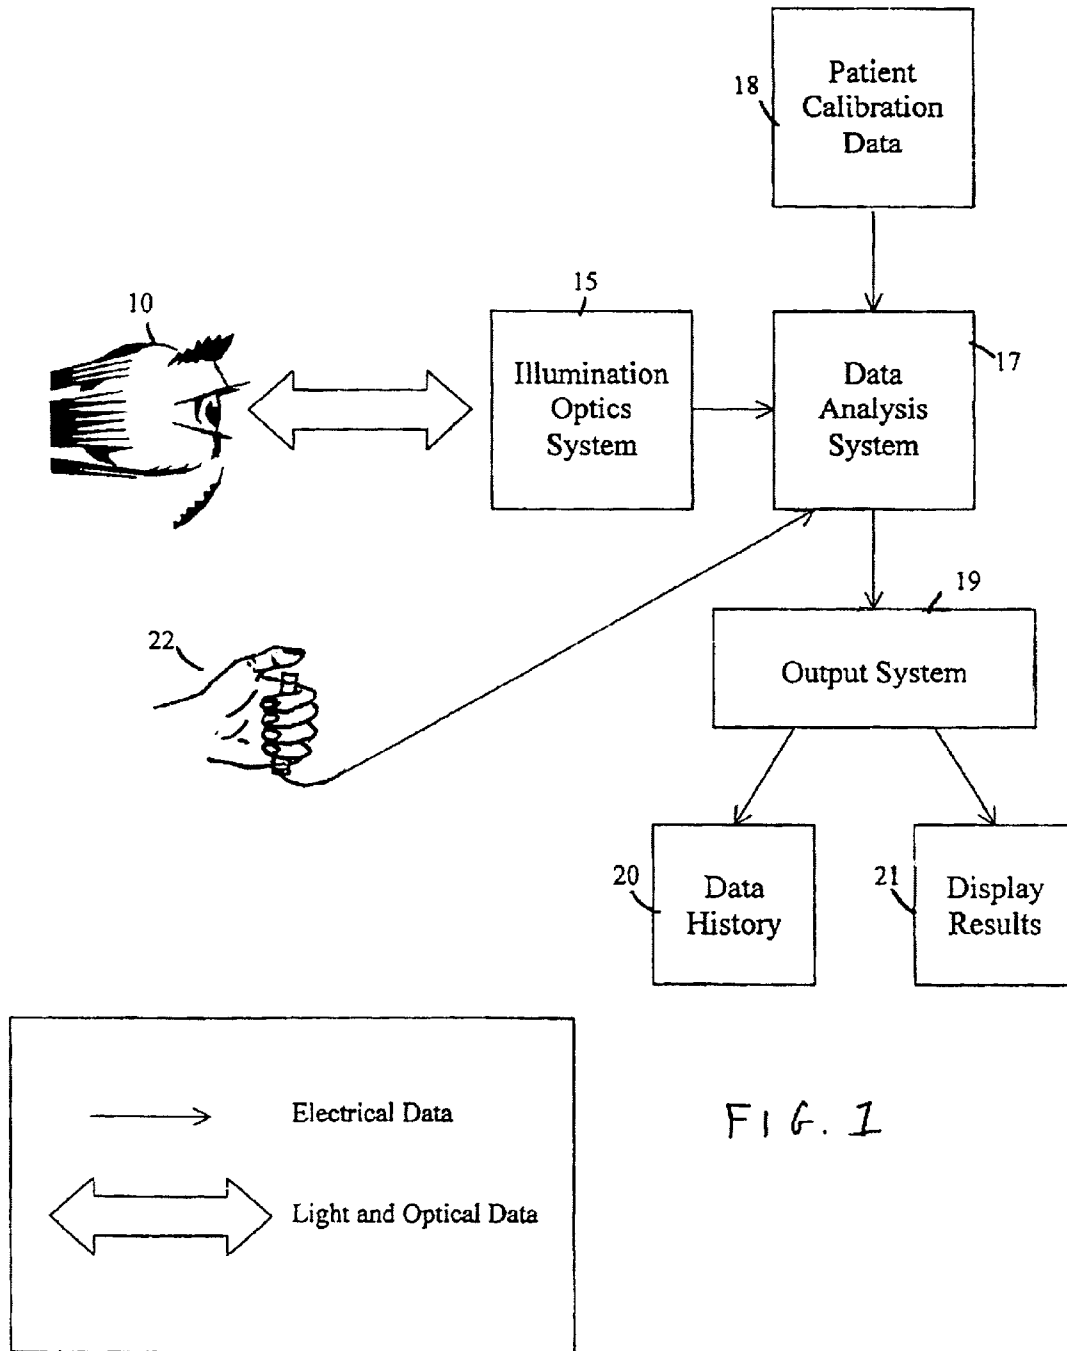 18
Patient
Calibration
Data
10
15
Illumination
Optics
System
Data
Analysis
System
17
22
19
Output System
20
Data
History
21
Display
Results
Electrical Data
Light and Optical Data
FIG. 1